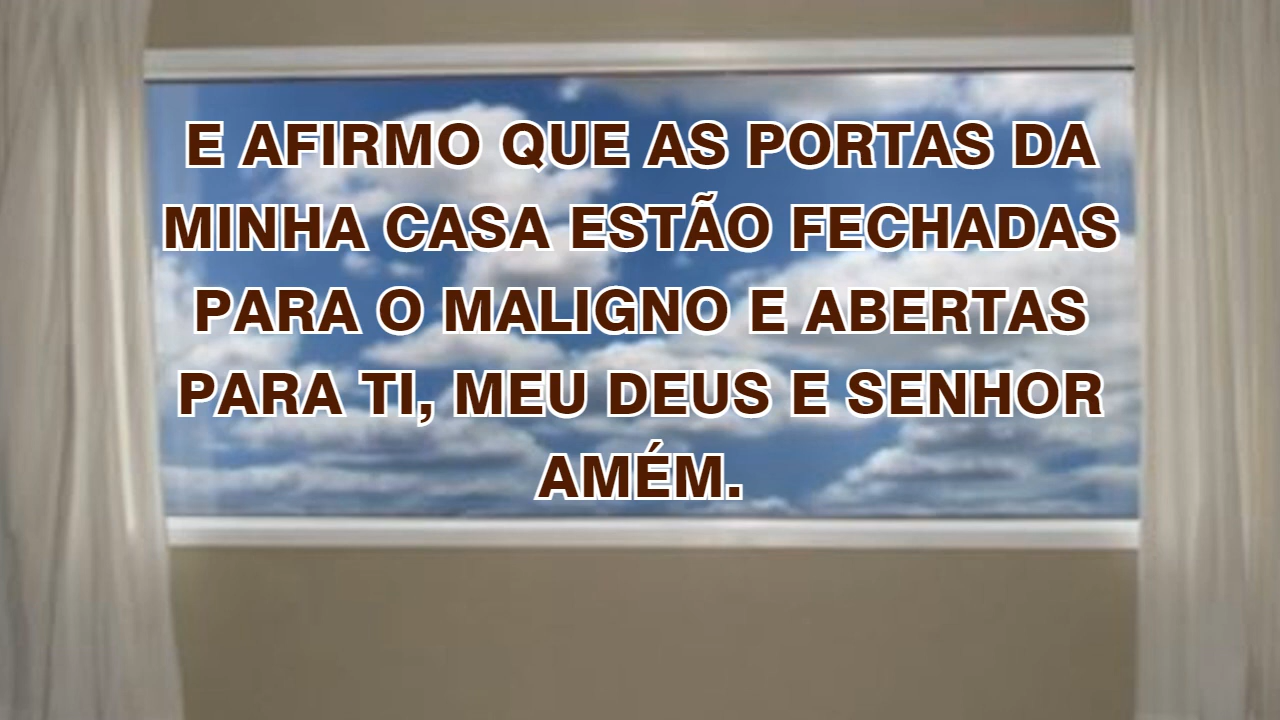 E AFIRMO QUE AS PORTAS DA
MINHA CASA ESTÃO FECHADAS
PARA O MALIGNO E ABERTAS
PARA TI, MEU DEUS E SENHOR
AMÉM.